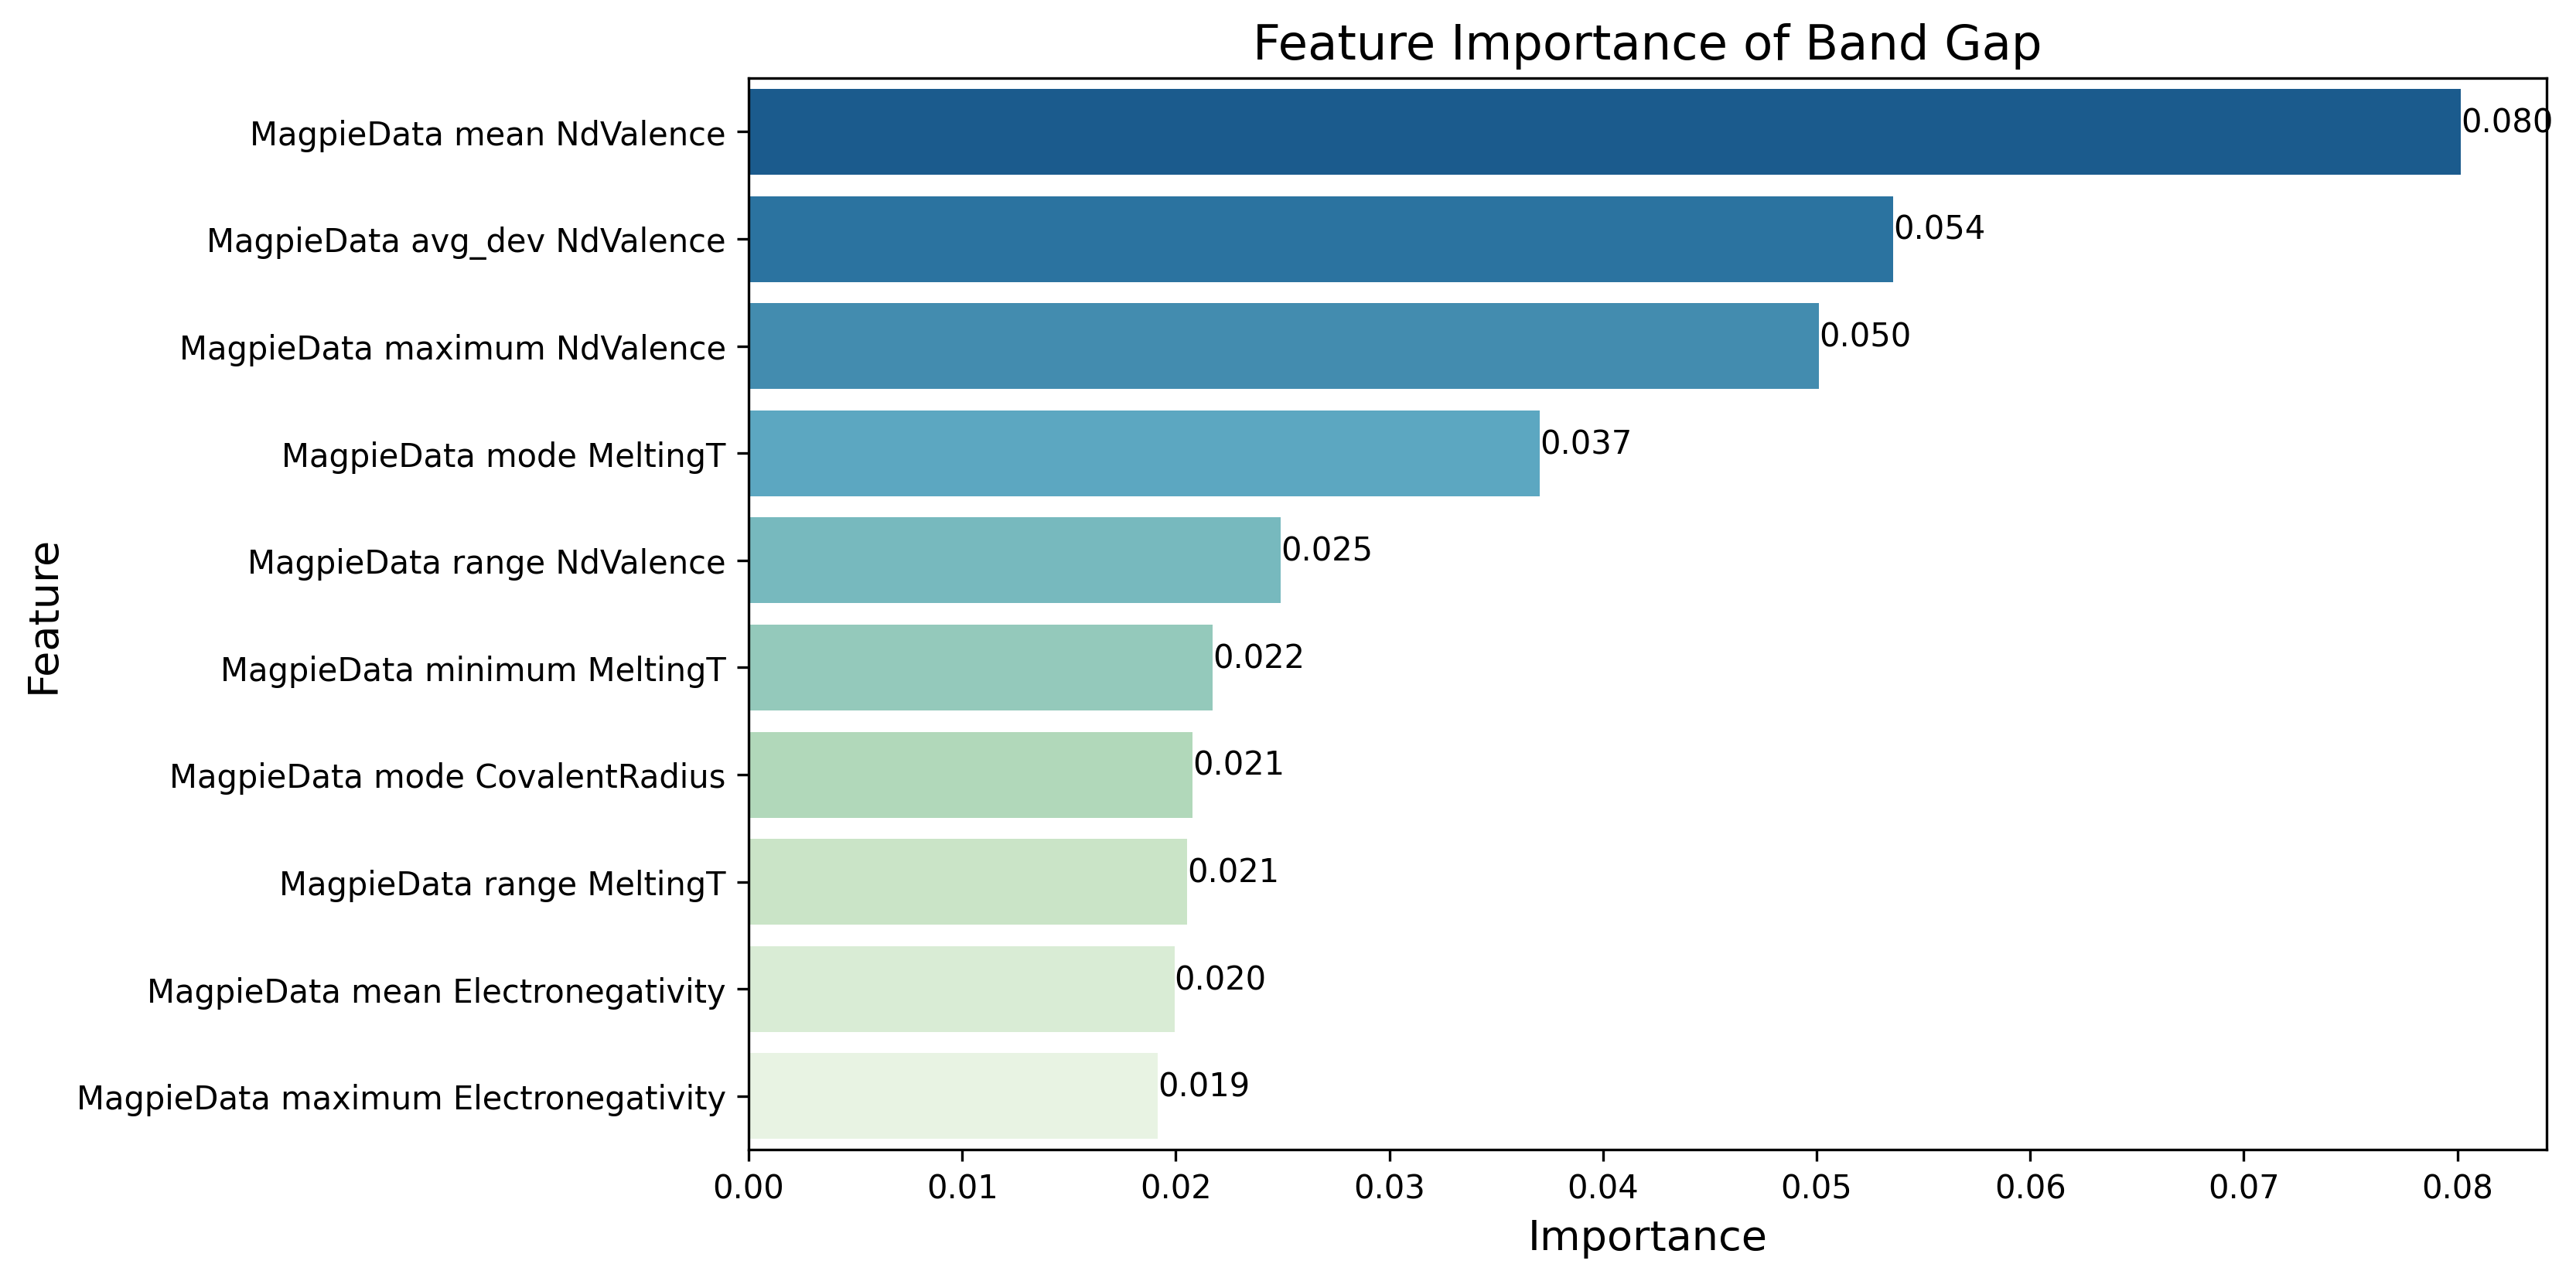 Feature Importance of Band Gap
MagpieData mean NdValence
0.080
MagpieData avg_dev NdValence
0.054
MagpieData maximum NdValence
0.050
MagpieData mode MeltingT
0.037
MagpieData range NdValence
0.025
MagpieData minimum MeltingT
0.022
MagpieData mode CovalentRadius
0.021
MagpieData range MeltingT
0.021
MagpieData mean Electronegativity
0.020
MagpieData maximum Electronegativity
0.019
Feature
0.00 0.01 0.02 0.03 0.04 0.05 0.06 0.07 0.08
Importance